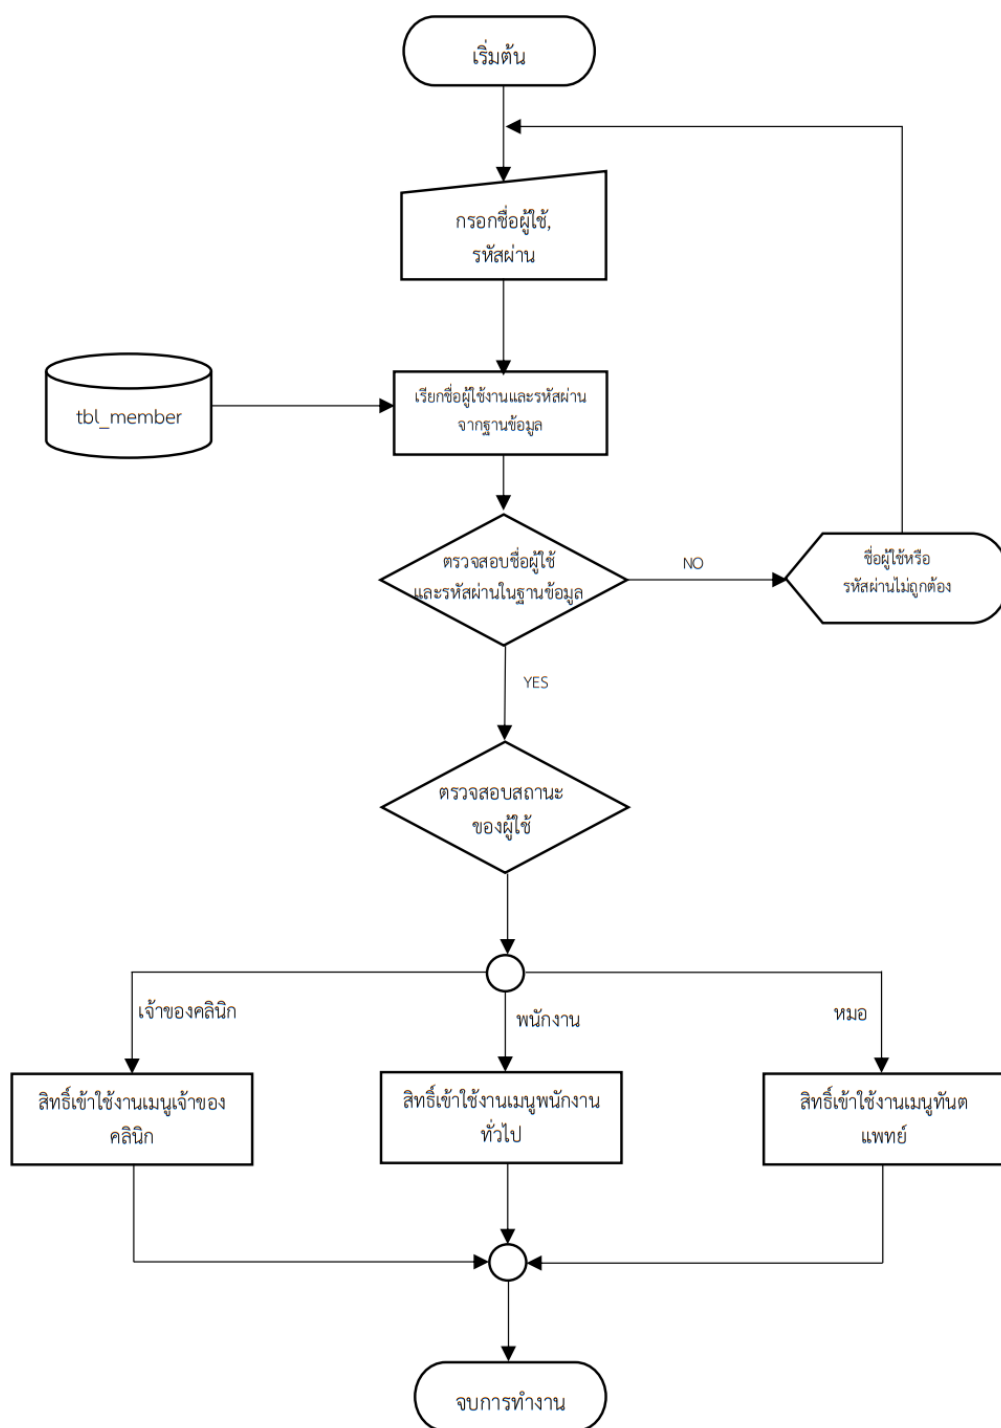 เริ่มต้น
กรอกชื่อผู้ใช้,
รหัสผ่าน
tbl_member
เรียกชื่อผู้ใช้งานและรหัสผ่าน
จากฐานข้อมูล
ตรวจสอบชื่อผู้ใช้
และรหัสผ่านในฐานข้อมูล
NO
ชื่อผู้ใช้หรือ
รหัสผ่านไม่ถูกต้อง
YES
ตรวจสอบสถานะ
ของผู้ใช้
เจ้าของคลินิก
พนักงาน
หมอ
สิทธิ์เข้าใช้งานเมนูเจ้าของ
คลินิก
สิทธิ์เข้าใช้งานเมนูพนักงาน
ทั่วไป
สิทธิ์เข้าใช้งานเมนูทันต
แพทย์
จบการทำงาน